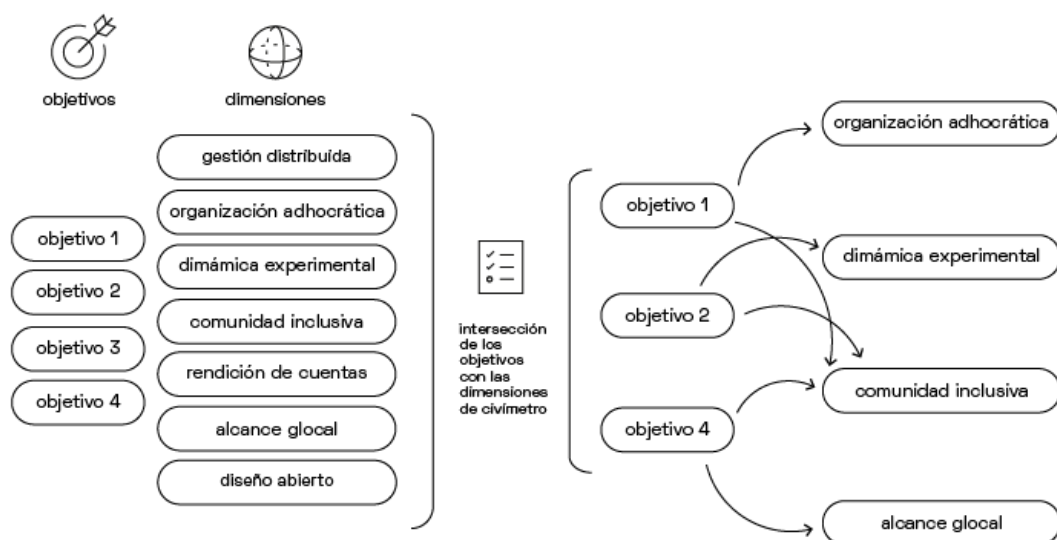 objetivos
dimensiones
gestión distribuida
organización adhocrática
dimámica experimental
comunidad inclusiva
rendición de cuentas
alcance glocal
diseño abierto
objetivo 1
objetivo 2
objetivo 3
objetivo 4
intersección
de los
objetivos
con las
dimensiones
de civímetro
objetivo 1
objetivo 2
objetivo 4
organización adhocrática
dimámica experimental
comunidad inclusiva
alcance glocal